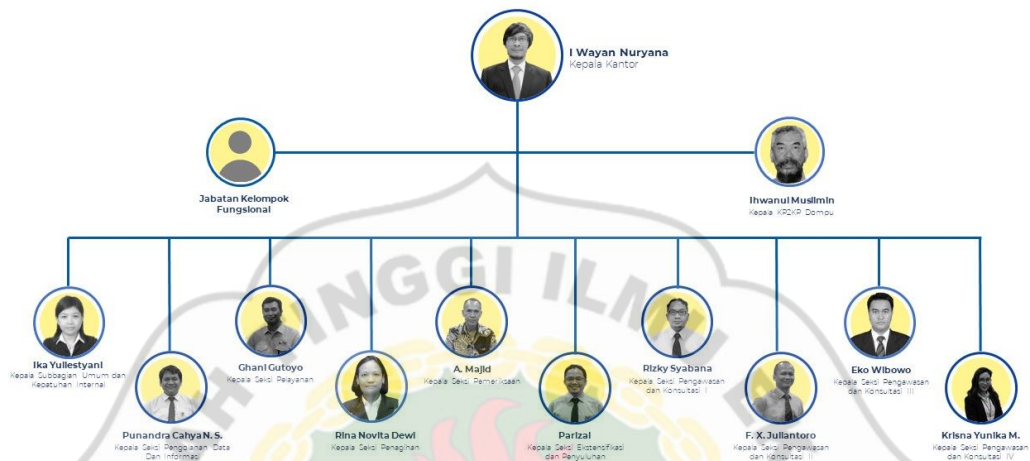 I Wayan Nuryana
Kepala Kantor
Jabatan Kelompok
Fungsional
Ihwanul Muslimin
Kepala KP2KP Dompu
Ika Yuliestyani
Kepala Subbagian Umum dan
Kepatuhan Internal
Punandra Cahya N. S.
Kepala Seksi Pengolahan Data
Dan Informasi
Ghani Gutoyo
Kepala Seksi Pelayanan
Rina Novita Dewi
Kepala Seksi Penagihan
A. Majid
Kepala Seksi Pemeriksaan
Parizal
Kepala Seksi Ekstensifikasi
dan Penyuluhan
Rizky Syabana
Kepala Seksi Pengawasan
dan Konsultasi I
F. X. Juliantoro
Kepala Seksi Pengawasan
dan Konsultasi II
Eko Wibowo
Kepala Seksi Pengawasan
dan Konsultasi III
Krisna Yunika M.
Kepala Seksi Pengawasan
dan Konsultasi IV
TINGGI